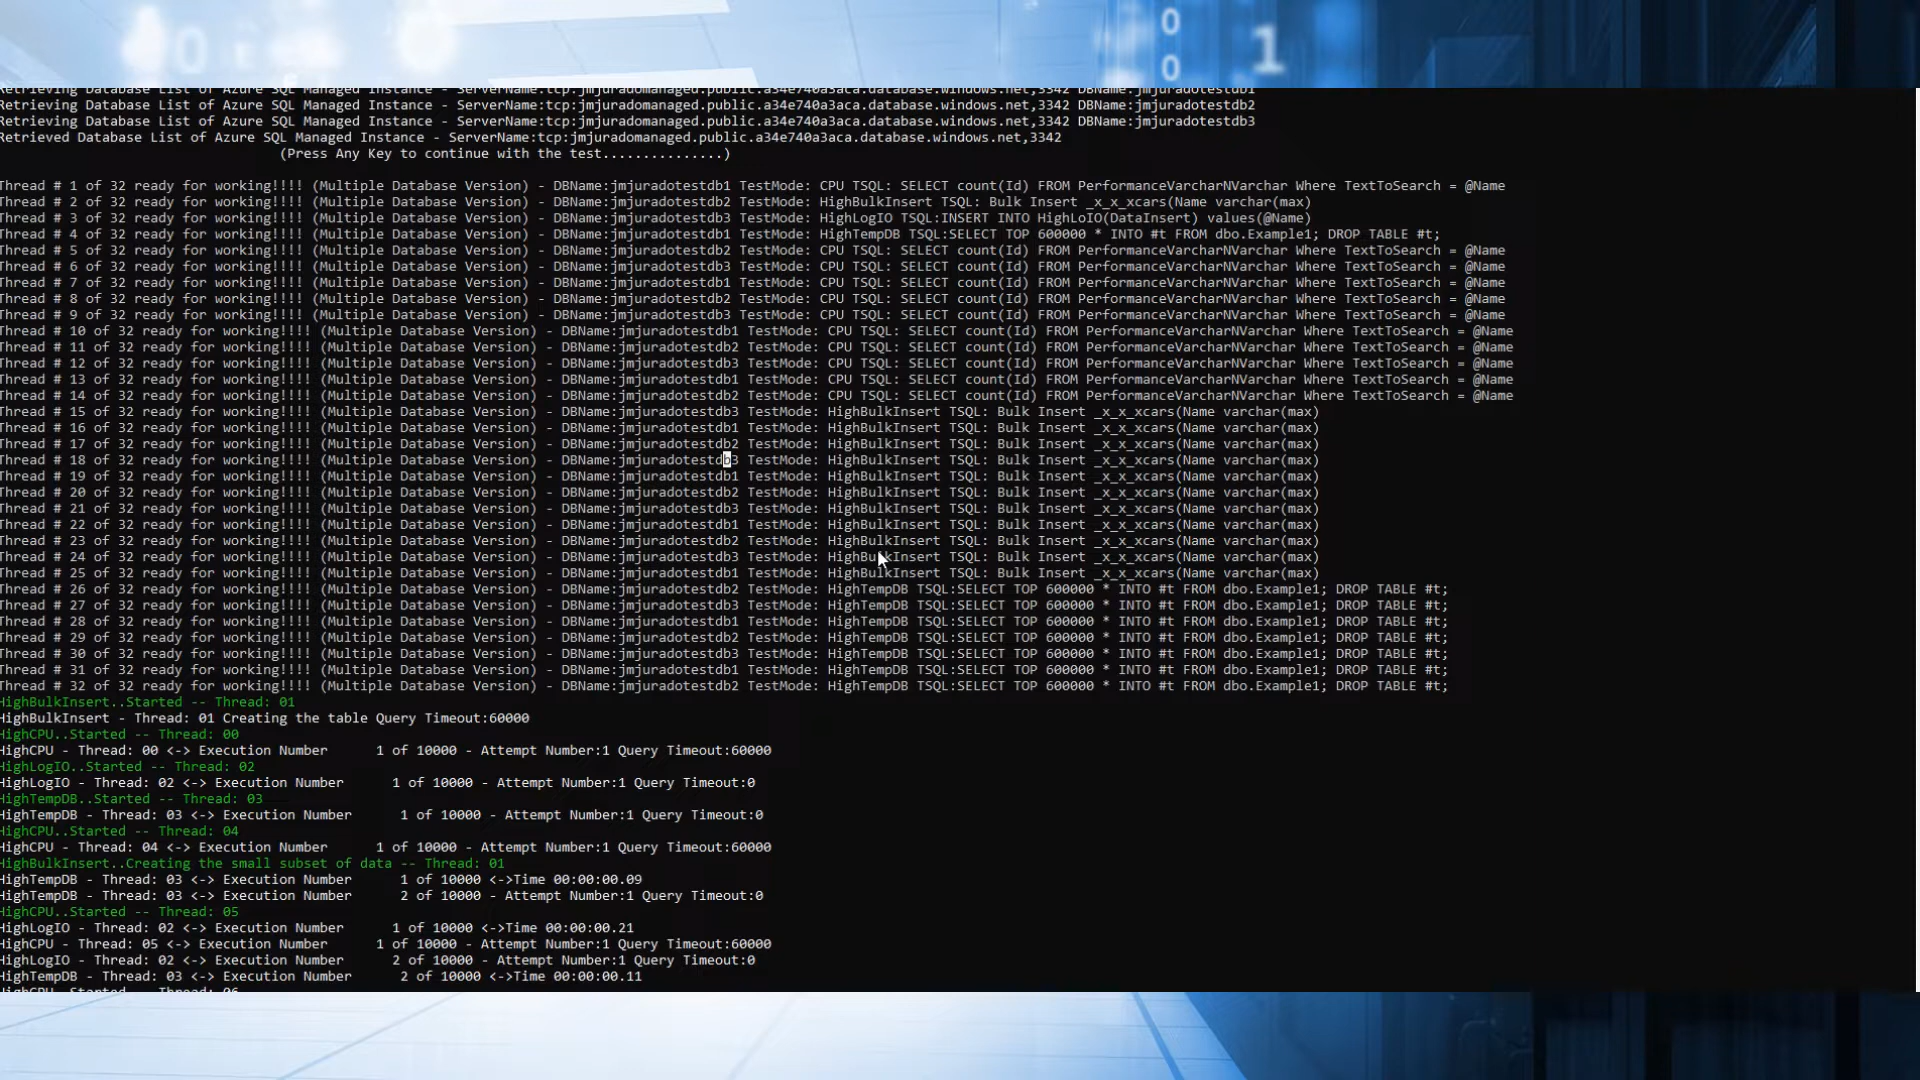 0
0
1
0
Retrieving Database List of Azure SQL Managed Instance - ServerName:tcp:jmjuradomanaged.public.a34e740a3aca.database.windows.net,3342 DBName:jmjuradotestdb1
Retrieving Database List of Azure SQL Managed Instance - ServerName:tcp:jmjuradomanaged.public.a34e740a3aca.database.windows.net,3342 DBName:jmjuradotestdb2
Retrieving Database List of Azure SQL Managed Instance - ServerName:tcp:jmjuradomanaged.public.a34e740a3aca.database.windows.net,3342 DBName:jmjuradotestdb3
Retrieved Database List of Azure SQL Managed Instance - ServerName:tcp:jmjuradomanaged.public.a34e740a3aca.database.windows.net,3342
(Press Any Key to continue with the test...............)
Thread # 1 of 32 ready for working!!!! (Multiple Database Version) - DBName:jmjuradotestdb1 TestMode: CPU TSQL: SELECT count(Id) FROM PerformanceVarcharNVarchar Where TextToSearch = @Name
Thread # 2 of 32 ready for working!!!! (Multiple Database Version) - DBName:jmjuradotestdb2 TestMode: HighBulkInsert TSQL: Bulk Insert _x_x_xcars(Name varchar(max)
Thread # 3 of 32 ready for working!!!! (Multiple Database Version) - DBName:jmjuradotestdb3 TestMode: HighLogIO TSQL:INSERT INTO HighLoIO(DataInsert) values(@Name)
Thread # 4 of 32 ready for working!!!! (Multiple Database Version) - DBName:jmjuradotestdb1 TestMode: HighTempDB TSQL:SELECT TOP 600000 * INTO #t FROM dbo.Example1; DROP TABLE #t;
Thread # 5 of 32 ready for working!!!! (Multiple Database Version) - DBName:jmjuradotestdb2 TestMode: CPU TSQL: SELECT count(Id) FROM PerformanceVarcharNVarchar Where TextToSearch = @Name
Thread # 6 of 32 ready for working!!!! (Multiple Database Version) - DBName:jmjuradotestdb3 TestMode: CPU TSQL: SELECT count(Id) FROM PerformanceVarcharNVarchar Where TextToSearch = @Name
Thread # 7 of 32 ready for working!!!! (Multiple Database Version) - DBName:jmjuradotestdb1 TestMode: CPU TSQL: SELECT count(Id) FROM PerformanceVarcharNVarchar Where TextToSearch = @Name
Thread # 8 of 32 ready for working!!!! (Multiple Database Version) - DBName:jmjuradotestdb2 TestMode: CPU TSQL: SELECT count(Id) FROM PerformanceVarcharNVarchar Where TextToSearch = @Name
Thread # 9 of 32 ready for working!!!! (Multiple Database Version) - DBName:jmjuradotestdb3 TestMode: CPU TSQL: SELECT count(Id) FROM PerformanceVarcharNVarchar Where TextToSearch = @Name
Thread # 10 of 32 ready for working!!!! (Multiple Database Version) - DBName:jmjuradotestdb1 TestMode: CPU TSQL: SELECT count(Id) FROM PerformanceVarcharNVarchar Where TextToSearch = @Name
Thread # 11 of 32 ready for working!!!! (Multiple Database Version) - DBName:jmjuradotestdb2 TestMode: CPU TSQL: SELECT count(Id) FROM PerformanceVarcharNVarchar Where TextToSearch = @Name
Thread # 12 of 32 ready for working!!!! (Multiple Database Version) - DBName:jmjuradotestdb3 TestMode: CPU TSQL: SELECT count(Id) FROM PerformanceVarcharNVarchar Where TextToSearch = @Name
Thread # 13 of 32 ready for working!!!! (Multiple Database Version) - DBName:jmjuradotestdb1 TestMode: CPU TSQL: SELECT count(Id) FROM PerformanceVarcharNVarchar Where TextToSearch = @Name
Thread # 14 of 32 ready for working!!!! (Multiple Database Version) - DBName:jmjuradotestdb2 TestMode: CPU TSQL: SELECT count(Id) FROM PerformanceVarcharNVarchar Where TextToSearch = @Name
Thread # 15 of 32 ready for working!!!! (Multiple Database Version) - DBName:jmjuradotestdb3 TestMode: HighBulkInsert TSQL: Bulk Insert _x_x_xcars(Name varchar(max)
Thread # 16 of 32 ready for working!!!! (Multiple Database Version) - DBName:jmjuradotestdb1 TestMode: HighBulkInsert TSQL: Bulk Insert _x_x_xcars(Name varchar(max)
Thread # 17 of 32 ready for working!!!! (Multiple Database Version) - DBName:jmjuradotestdb2 TestMode: HighBulkInsert TSQL: Bulk Insert _x_x_xcars(Name varchar(max)
Thread # 18 of 32 ready for working!!!! (Multiple Database Version) - DBName:jmjuradotestdb3 TestMode: HighBulkInsert TSQL: Bulk Insert _x_x_xcars(Name varchar(max)
Thread # 19 of 32 ready for working!!!! (Multiple Database Version) - DBName:jmjuradotestdb1 TestMode: HighBulkInsert TSQL: Bulk Insert _x_x_xcars(Name varchar(max)
Thread # 20 of 32 ready for working!!!! (Multiple Database Version) - DBName:jmjuradotestdb2 TestMode: HighBulkInsert TSQL: Bulk Insert _x_x_xcars(Name varchar(max)
Thread # 21 of 32 ready for working!!!! (Multiple Database Version) - DBName:jmjuradotestdb3 TestMode: HighBulkInsert TSQL: Bulk Insert _x_x_xcars(Name varchar(max)
Thread # 22 of 32 ready for working!!!! (Multiple Database Version) - DBName:jmjuradotestdb1 TestMode: HighBulkInsert TSQL: Bulk Insert _x_x_xcars(Name varchar(max)
Thread # 23 of 32 ready for working!!!! (Multiple Database Version) - DBName:jmjuradotestdb2 TestMode: HighBulkInsert TSQL: Bulk Insert _x_x_xcars(Name varchar(max)
Thread # 24 of 32 ready for working!!!! (Multiple Database Version) - DBName:jmjuradotestdb3 TestMode: HighBulkInsert TSQL: Bulk Insert _x_x_xcars(Name varchar(max)
Thread # 25 of 32 ready for working!!!! (Multiple Database Version) - DBName:jmjuradotestdb1 TestMode: HighBulkInsert TSQL: Bulk Insert _x_x_xcars(Name varchar(max)
Thread # 26 of 32 ready for working!!!! (Multiple Database Version) - DBName:jmjuradotestdb2 TestMode: HighTempDB TSQL:SELECT TOP 600000 * INTO #t FROM dbo.Example1; DROP TABLE #t;
Thread # 27 of 32 ready for working!!!! (Multiple Database Version) - DBName:jmjuradotestdb3 TestMode: HighTempDB TSQL:SELECT TOP 600000 * INTO #t FROM dbo.Example1; DROP TABLE #t;
Thread # 28 of 32 ready for working!!!! (Multiple Database Version) - DBName:jmjuradotestdb1 TestMode: HighTempDB TSQL:SELECT TOP 600000 * INTO #t FROM dbo.Example1; DROP TABLE #t;
Thread # 29 of 32 ready for working!!!! (Multiple Database Version) - DBName:jmjuradotestdb2 TestMode: HighTempDB TSQL:SELECT TOP 600000 * INTO #t FROM dbo.Example1; DROP TABLE #t;
Thread # 30 of 32 ready for working!!!! (Multiple Database Version) - DBName:jmjuradotestdb3 TestMode: HighTempDB TSQL:SELECT TOP 600000 * INTO #t FROM dbo.Example1; DROP TABLE #t;
Thread # 31 of 32 ready for working!!!! (Multiple Database Version) - DBName:jmjuradotestdb1 TestMode: HighTempDB TSQL:SELECT TOP 600000 * INTO #t FROM dbo.Example1; DROP TABLE #t;
Thread # 32 of 32 ready for working!!!! (Multiple Database Version) - DBName:jmjuradotestdb2 TestMode: HighTempDB TSQL:SELECT TOP 600000 * INTO #t FROM dbo.Example1; DROP TABLE #t;
HighBulkInsert..Started -- Thread: 01
HighBulkInsert - Thread: 01 Creating the table Query Timeout:60000
HighCPU..Started -- Thread: 00
HighCPU - Thread: 00 <-> Execution Number 1 of 10000 - Attempt Number:1 Query Timeout:60000
HighLogIO..Started -- Thread: 02
HighLogIO - Thread: 02 <-> Execution Number 1 of 10000 - Attempt Number:1 Query Timeout:0
HighTempDB..Started -- Thread: 03
HighTempDB - Thread: 03 <-> Execution Number 1 of 10000 - Attempt Number:1 Query Timeout:0
HighCPU..Started -- Thread: 04
HighCPU - Thread: 04 <-> Execution Number 1 of 10000 - Attempt Number:1 Query Timeout:60000
HighBulkInsert..Creating the small subset of data -- Thread: 01
HighTempDB - Thread: 03 <-> Execution Number 1 of 10000 <->Time 00:00:00.09
HighTempDB - Thread: 03 <-> Execution Number 2 of 10000 - Attempt Number:1 Query Timeout:0
HighCPU..Started -- Thread: 05
HighLogIO - Thread: 02 <-> Execution Number 1 of 10000 <->Time 00:00:00.21
HighCPU - Thread: 05 <-> Execution Number 1 of 10000 - Attempt Number:1 Query Timeout:60000
HighLogIO - Thread: 02 <-> Execution Number 2 of 10000 - Attempt Number:1 Query Timeout:0
HighTempDB - Thread: 03 <-> Execution Number 2 of 10000 <->Time 00:00:00.11
HighCPU..Started -- Thread: 06